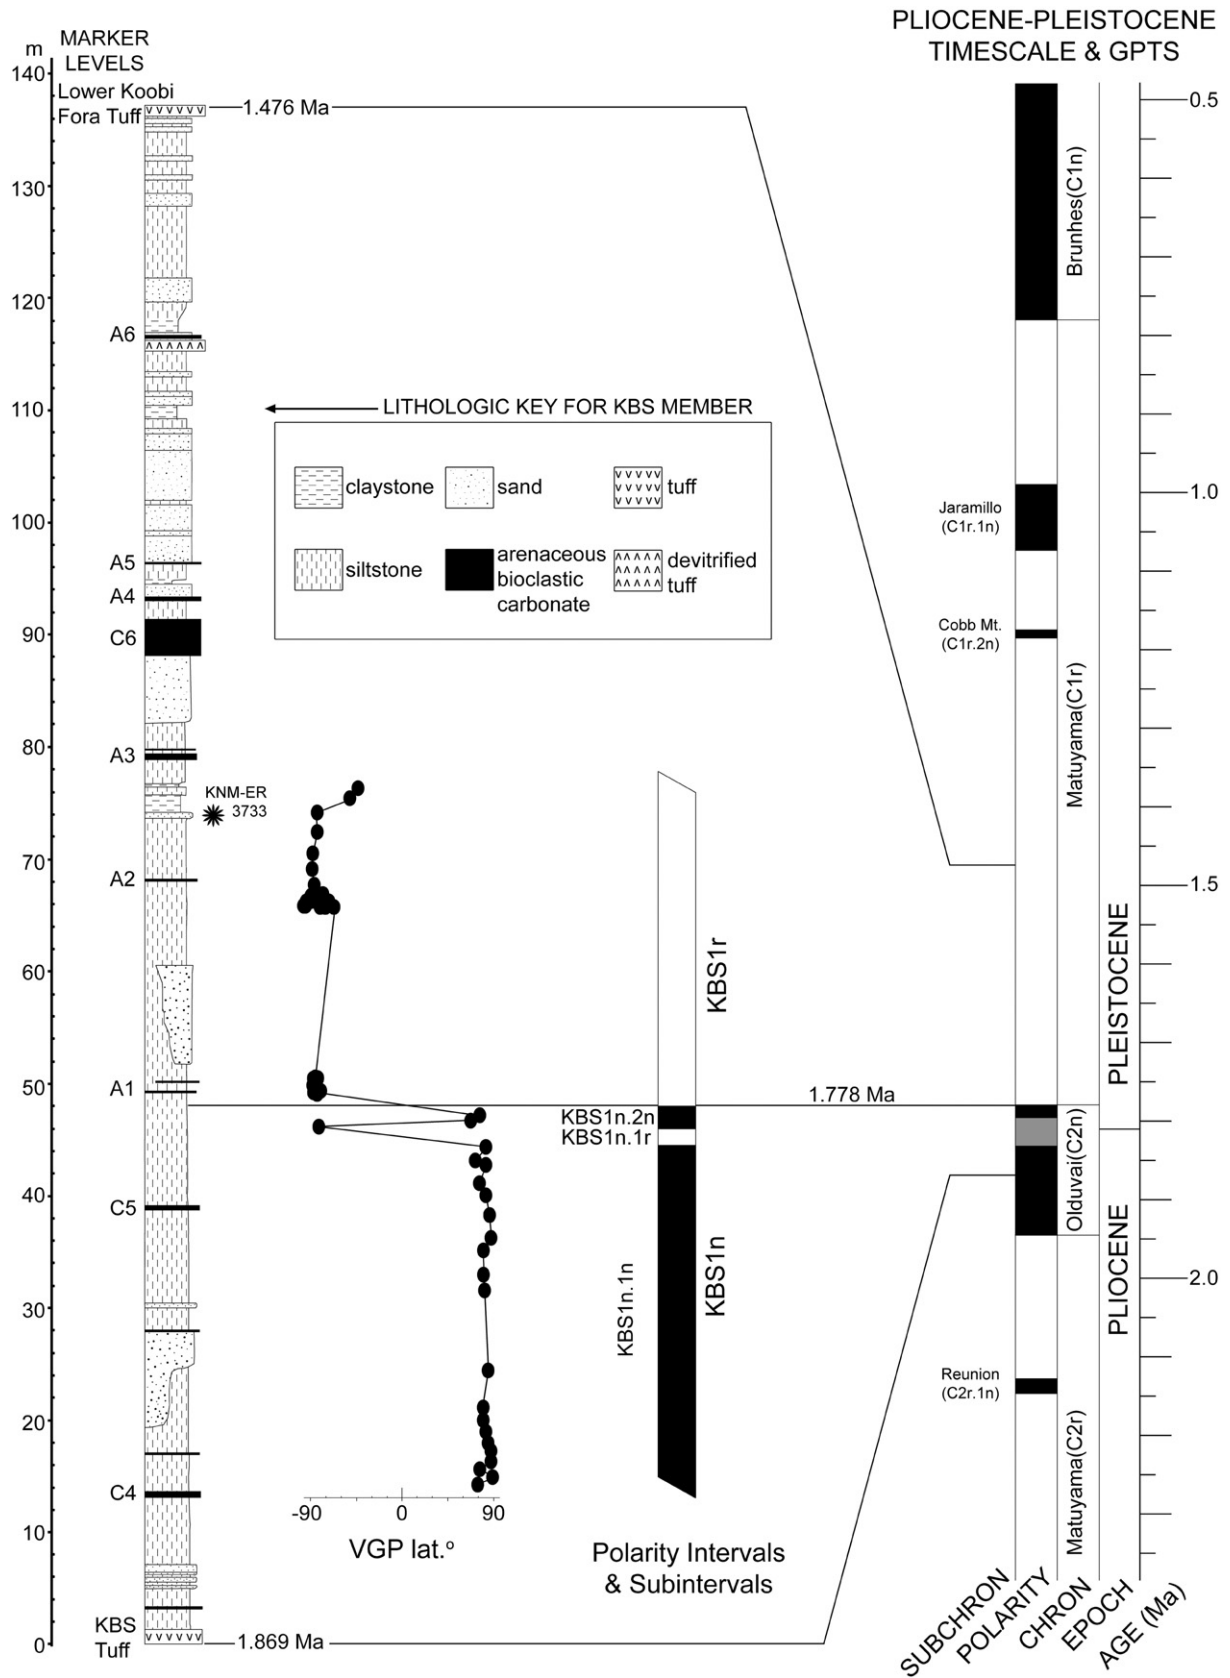 PLIOCENE-PLEISTOCENE
TIMESCALE & GPTS
m
MARKER
LEVELS
140
Lower Koobi
Fora Tuff
1.476 Ma
0.5
130
Brunhes(C1n)
120
A6
110
LITHOLOGIC KEY FOR KBS MEMBER
claystone
sand
tuff
siltstone
arenaceous
bioclastic
carbonate
devitrified
tuff
100
A5
A4
C6
90
Jaramillo
(C1r.1n)
1.0
Cobb Mt.
(C1r.2n)
Matuyama(C1r)
80
A3
KNM-ER
3733
70
A2
1.5
60
KBS1r
PLEISTOCENE
50
A1
1.778 Ma
KBS1n.2n
KBS1n.1r
Olduvai(C2n)
40
C5
KBS1n.1n
KBS1n
PLIOCENE
2.0
30
20
Reunion
(C2r.1n)
Matuyama(C2r)
C4
-90
0
90
VGP lat.º
10
Polarity Intervals
& Subintervals
KBS
Tuff
0
1.869 Ma
SUBCHRON
POLARITY
CHRON
EPOCH
AGE (Ma)